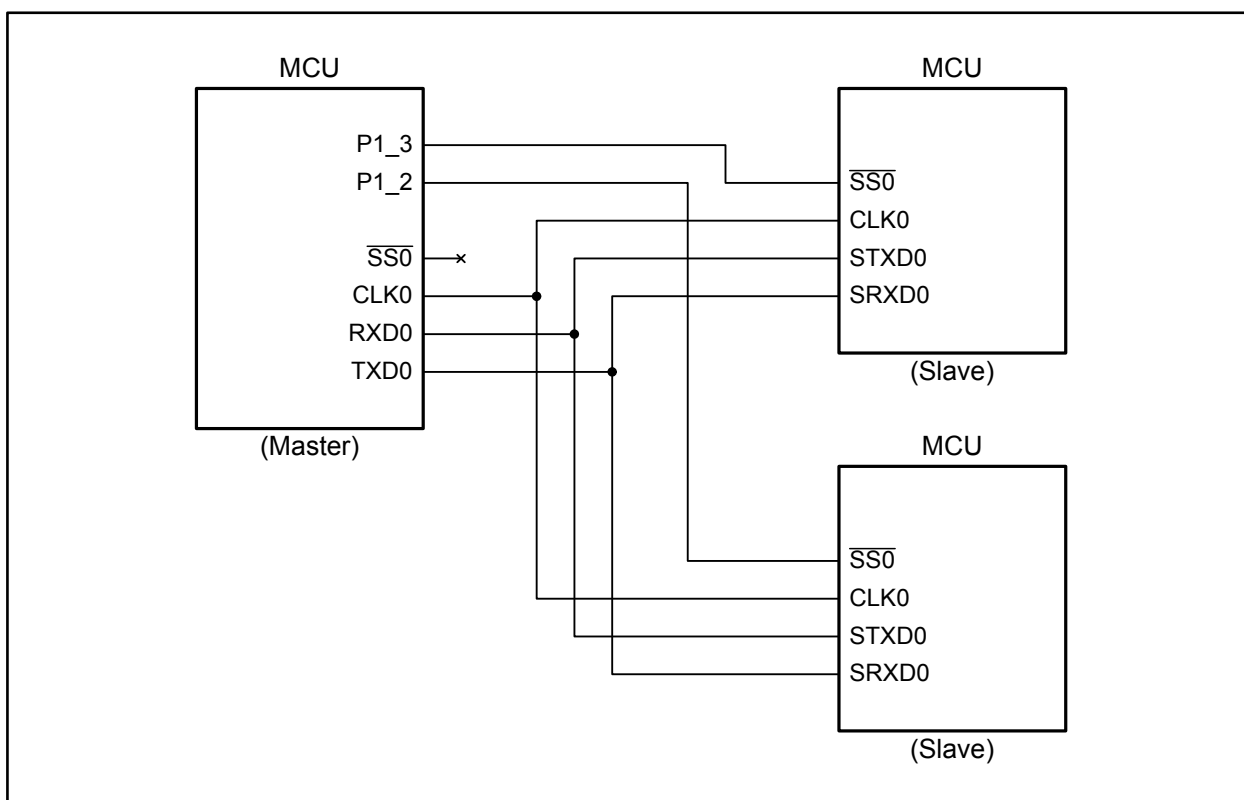 MCU
P1_3
P1_2
SS0
CLK0
RXD0
TXD0
(Master)
MCU
SS0
CLK0
STXD0
SRXD0
(Slave)
MCU
SS0
CLK0
STXD0
SRXD0
(Slave)